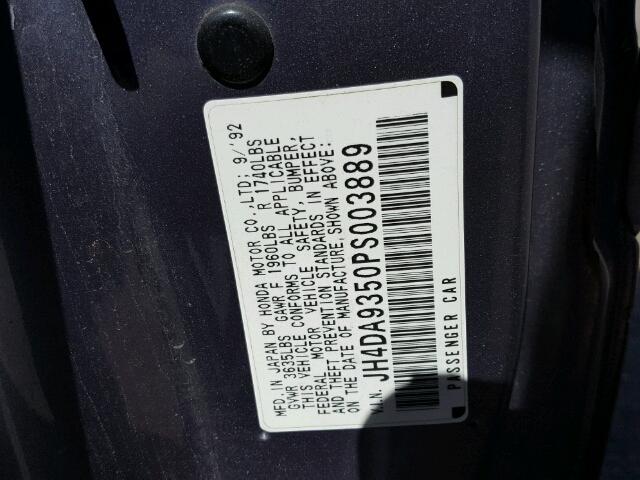 MFD. IN JAPAN BY HONDA MOTOR CO.,LTD; 9/'92
GVWR 3635LBS GAWR F 1960LBS R 1740LBS
THIS VEHICLE CONFORMS TO ALL APPLICABLE
FEDERAL MOTOR VEHICLE SAFETY, BUMPER,
AND THEFT PREVENTION STANDARDS IN EFFECT
ON THE DATE OF MANUFACTURE SHOWN ABOVE:
V.I.N. JH4DA9350PS003889
PASSENGER CAR